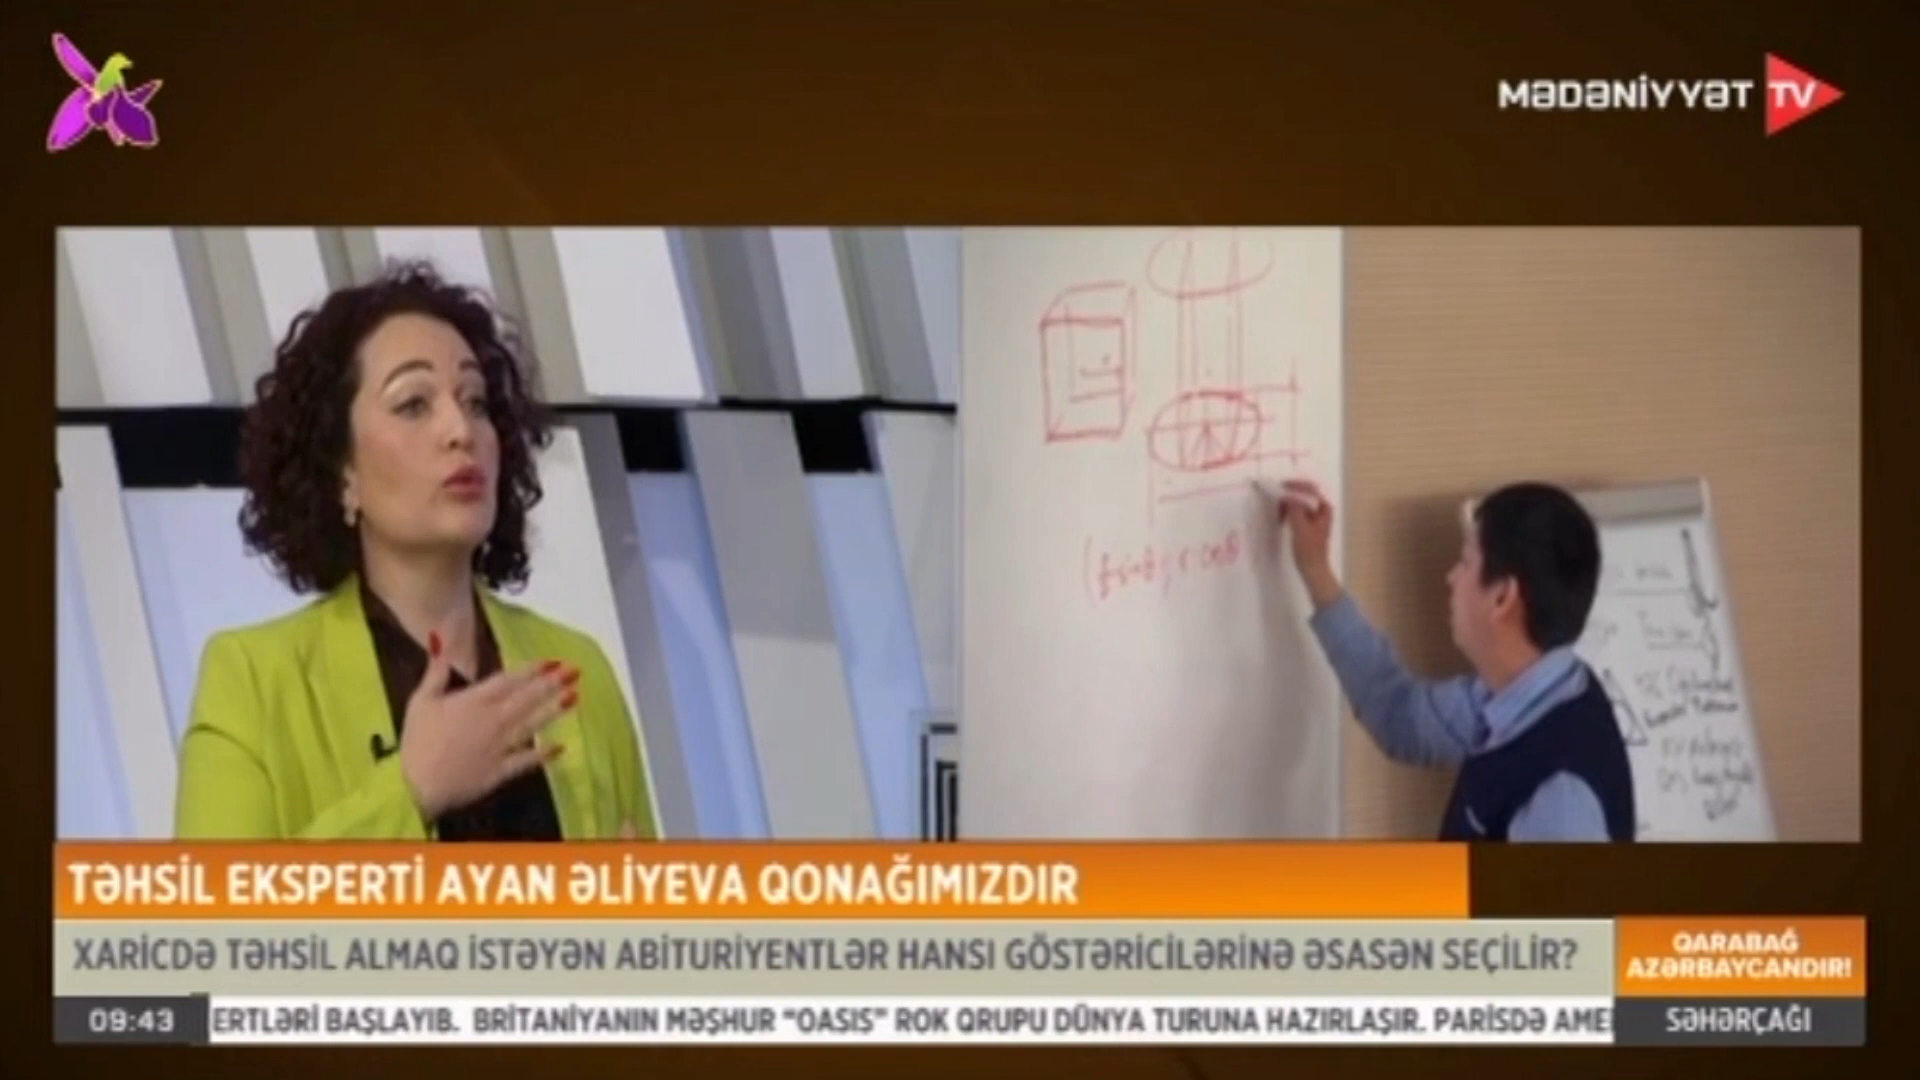 MƏDƏNİYYƏT TV
TƏHSİL EKSPERTİ AYAN ƏLİYEVA QONAĞIMIZDIR
XARİCDƏ TƏHSİL ALMAQ İSTƏYƏN ABİTURİYENTLƏR HANSI GÖSTƏRİCİLƏRİNƏ ƏSASƏN SEÇİLİR?
QARABAĞ
AZƏRBAYCANDIR!
09:43
ERTLƏRİ BAŞLAYIB. BRİTANİYANIN MƏŞHUR “OASIS” ROK QRUPU DÜNYA TURUNA HAZIRLAŞIR. PARİSDƏ AME
SƏHƏRÇAĞI